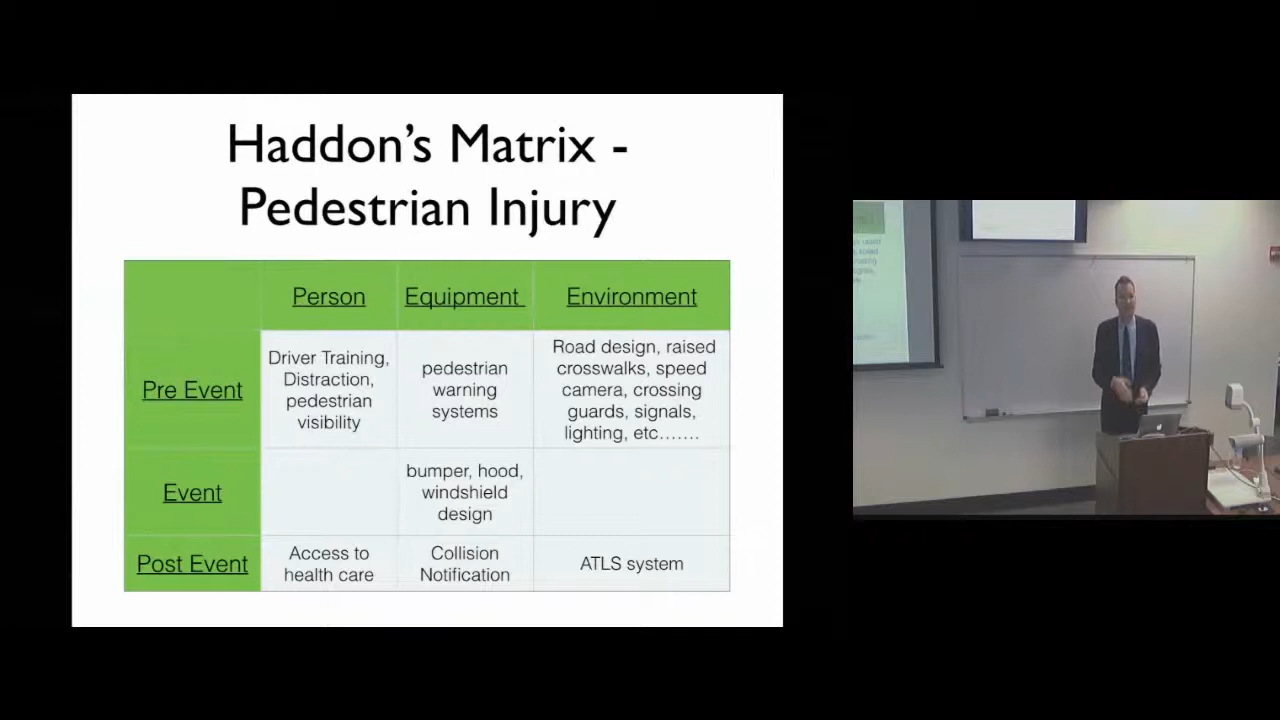 Haddon's Matrix -
Pedestrian Injury
Person
Equipment
Environment
Pre Event
Driver Training,
Distraction,
pedestrian
visibility
pedestrian
warning
systems
Road design, raised
crosswalks, speed
camera, crossing
guards, signals,
lighting, etc…….
Event
bumper, hood,
windshield
design
Post Event
Access to
health care
Collision
Notification
ATLS system